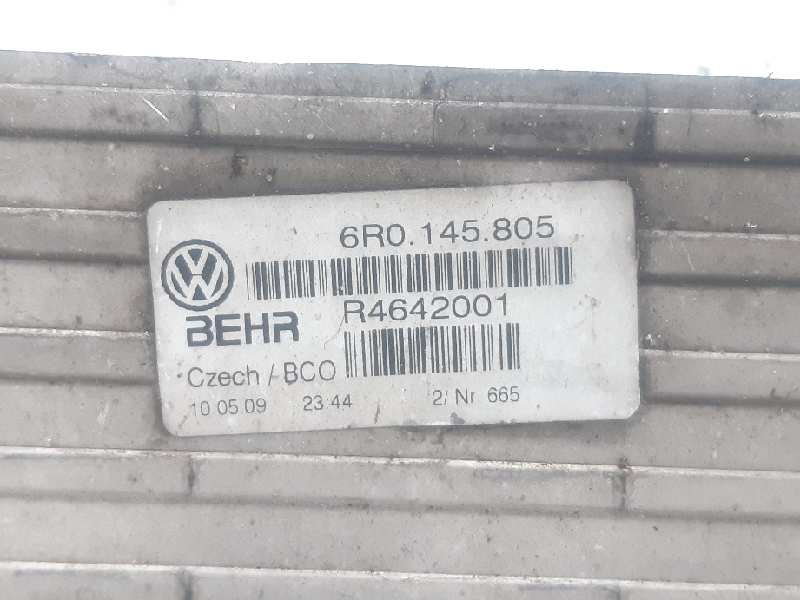 6R0.145.805
BEHR R4642001
Czech / BCO
10 05 09 23 44 2/ Nr 665